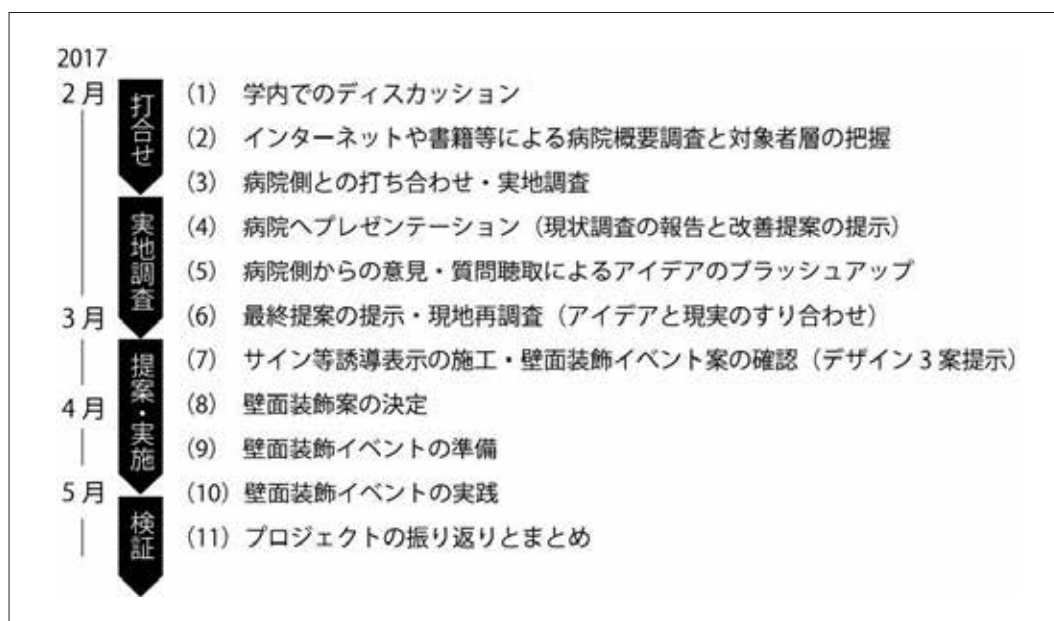 2017
2月
3月
4月
5月
打合せ
実地調査
提案・実施
検証
(1) 学内でのディスカッション
(2) インターネットや書籍等による病院概要調査と対象者層の把握
(3) 病院側との打ち合わせ・実地調査
(4) 病院へプレゼンテーション（現状調査の報告と改善提案の提示）
(5) 病院側からの意見・質問聴取によるアイデアのブラッシュアップ
(6) 最終提案の提示・現地再調査（アイデアと現実のすり合わせ）
(7) サイン等誘導表示の施工・壁面装飾イベント案の確認（デザイン3案提示）
(8) 壁面装飾案の決定
(9) 壁面装飾イベントの準備
(10) 壁面装飾イベントの実践
(11) プロジェクトの振り返りとまとめ